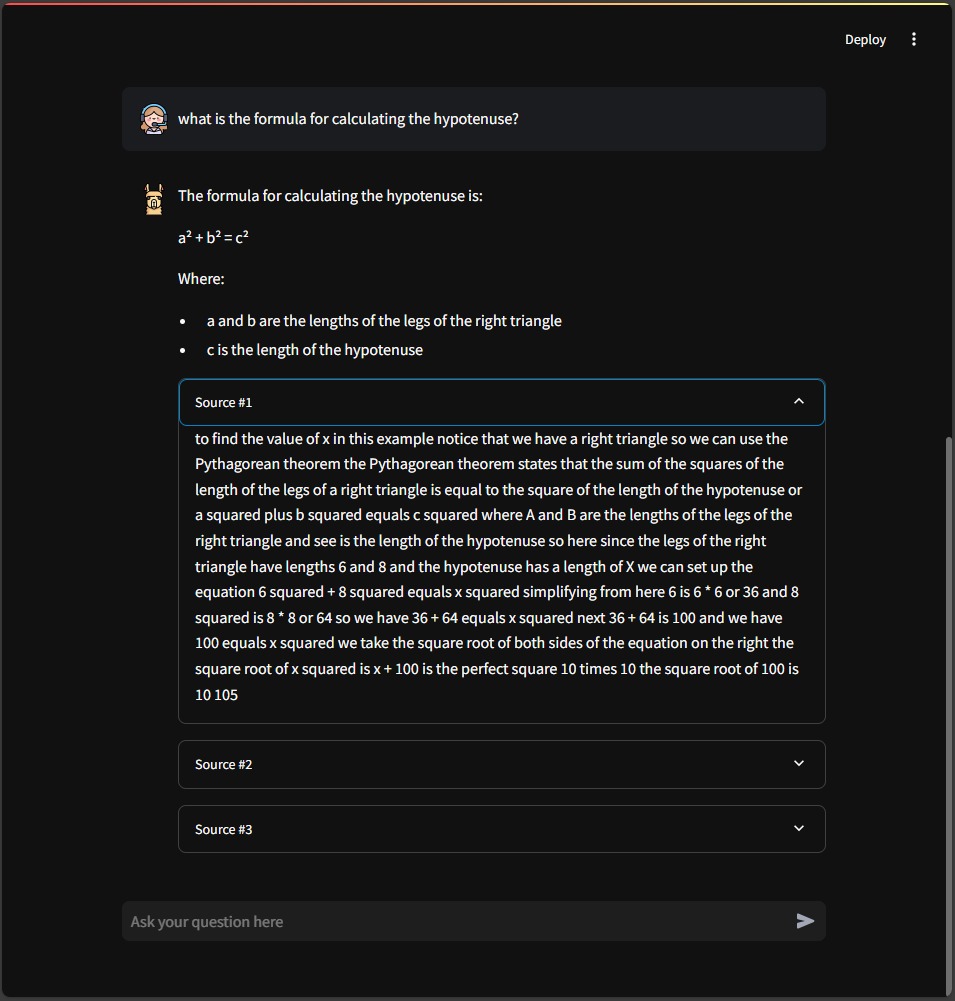 Deploy
what is the formula for calculating the hypotenuse?
The formula for calculating the hypotenuse is:
a² + b² = c²
Where:
• a and b are the lengths of the legs of the right triangle
• c is the length of the hypotenuse
Source #1
to find the value of x in this example notice that we have a right triangle so we can use the
Pythagorean theorem the Pythagorean theorem states that the sum of the squares of the
length of the legs of a right triangle is equal to the square of the length of the hypotenuse or
a squared plus b squared equals c squared where A and B are the lengths of the legs of the
right triangle and see is the length of the hypotenuse so here since the legs of the right
triangle have lengths 6 and 8 and the hypotenuse has a length of X we can set up the
equation 6 squared + 8 squared equals x squared simplifying from here 6 is 6 * 6 or 36 and 8
squared is 8 * 8 or 64 so we have 36 + 64 equals x squared next 36 + 64 is 100 and we have
100 equals x squared we take the square root of both sides of the equation on the right the
square root of x squared is x + 100 is the perfect square 10 times 10 the square root of 100 is
10 105
Source #2
Source #3
Ask your question here